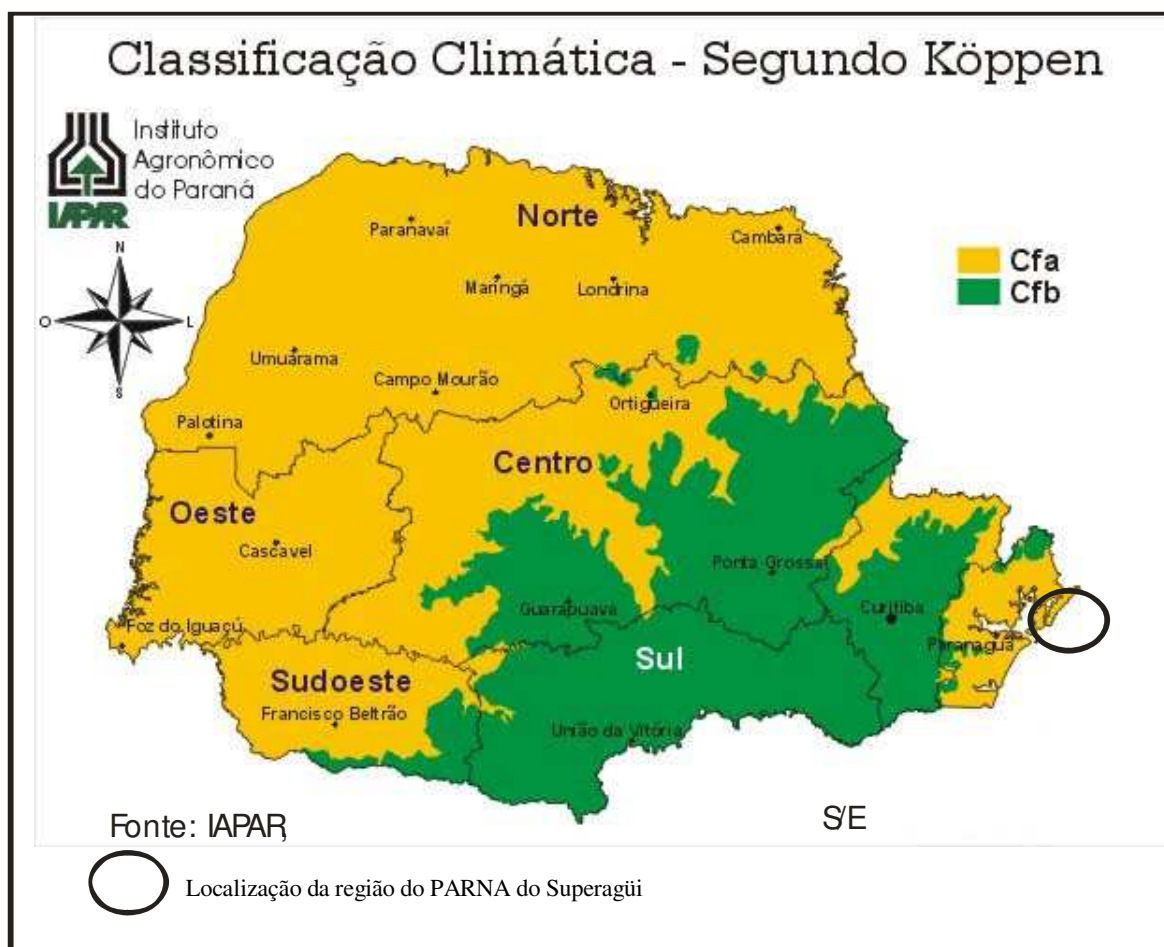 Classificação Climática - Segundo Köppen
Instituto
Agronômico
do Paraná
IAPAR
N
O
L
S
Norte
Paranavaí
Cambará
Maringá
Londrina
Cfa
Cfb
Umuarama
Campo Mourão
Ortigueira
Palotina
Centro
Oeste
Cascavel
Ponta Grossa
Guarapuava
Curitiba
Foz do Iguaçú
Paranaguá
Sul
Sudoeste
Francisco Beltrão
União da Vitória
Fonte: IAPAR,
S/E
Localização da região do PARNA do Superagüi